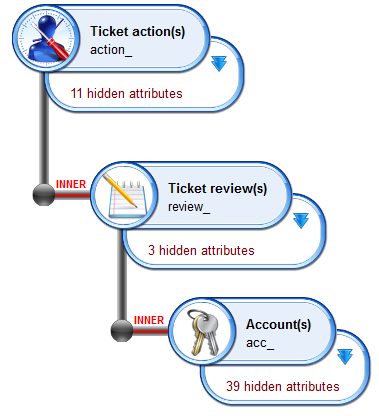 Ticket action(s)
action_
11 hidden attributes
INNER
Ticket review(s)
review_
3 hidden attributes
INNER
Account(s)
acc_
39 hidden attributes